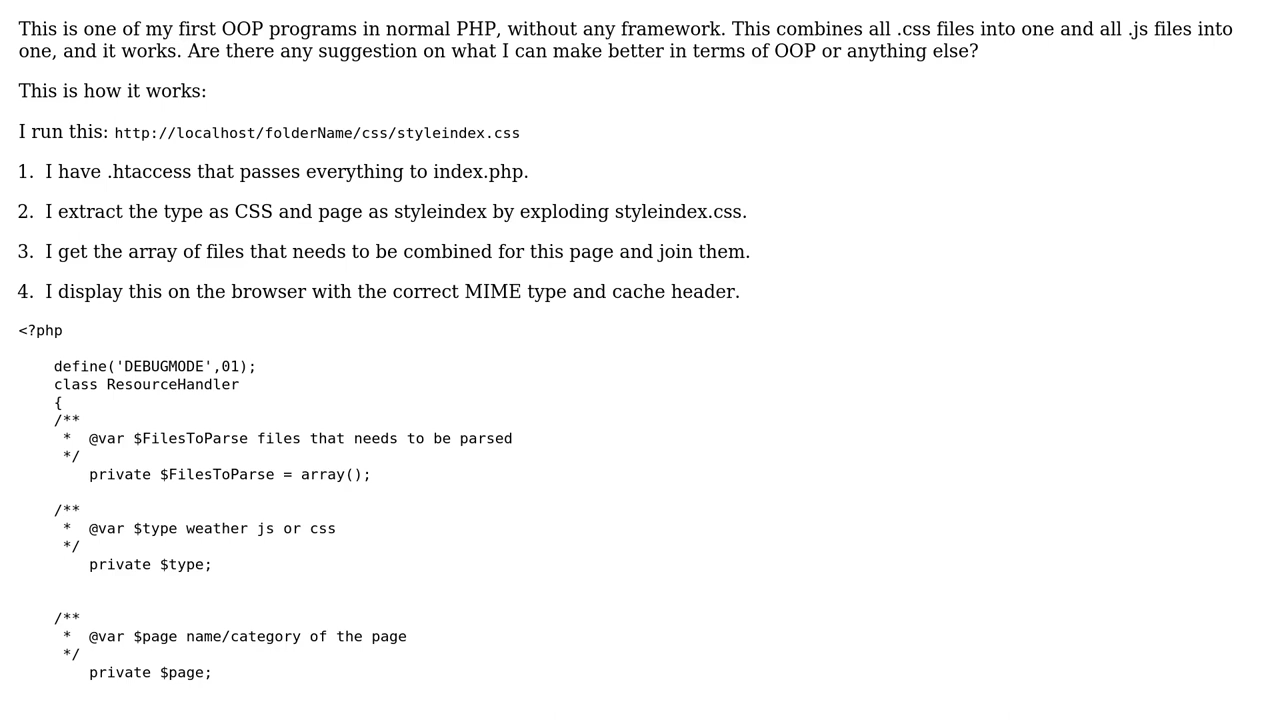 This is one of my first OOP programs in normal PHP, without any framework. This combines all .css files into one and all .js files into
one, and it works. Are there any suggestion on what I can make better in terms of OOP or anything else?
This is how it works:
I run this: http://localhost/folderName/css/styleindex.css
1. I have .htaccess that passes everything to index.php.
2. I extract the type as CSS and page as styleindex by exploding styleindex.css.
3. I get the array of files that needs to be combined for this page and join them.
4. I display this on the browser with the correct MIME type and cache header.
<?php
define('DEBUGMODE',01);
class ResourceHandler
{
/**
*  @var $FilesToParse files that needs to be parsed
*/
private $FilesToParse = array();
/**
*  @var $type weather js or css
*/
private $type;
/**
*  @var $page name/category of the page
*/
private $page;